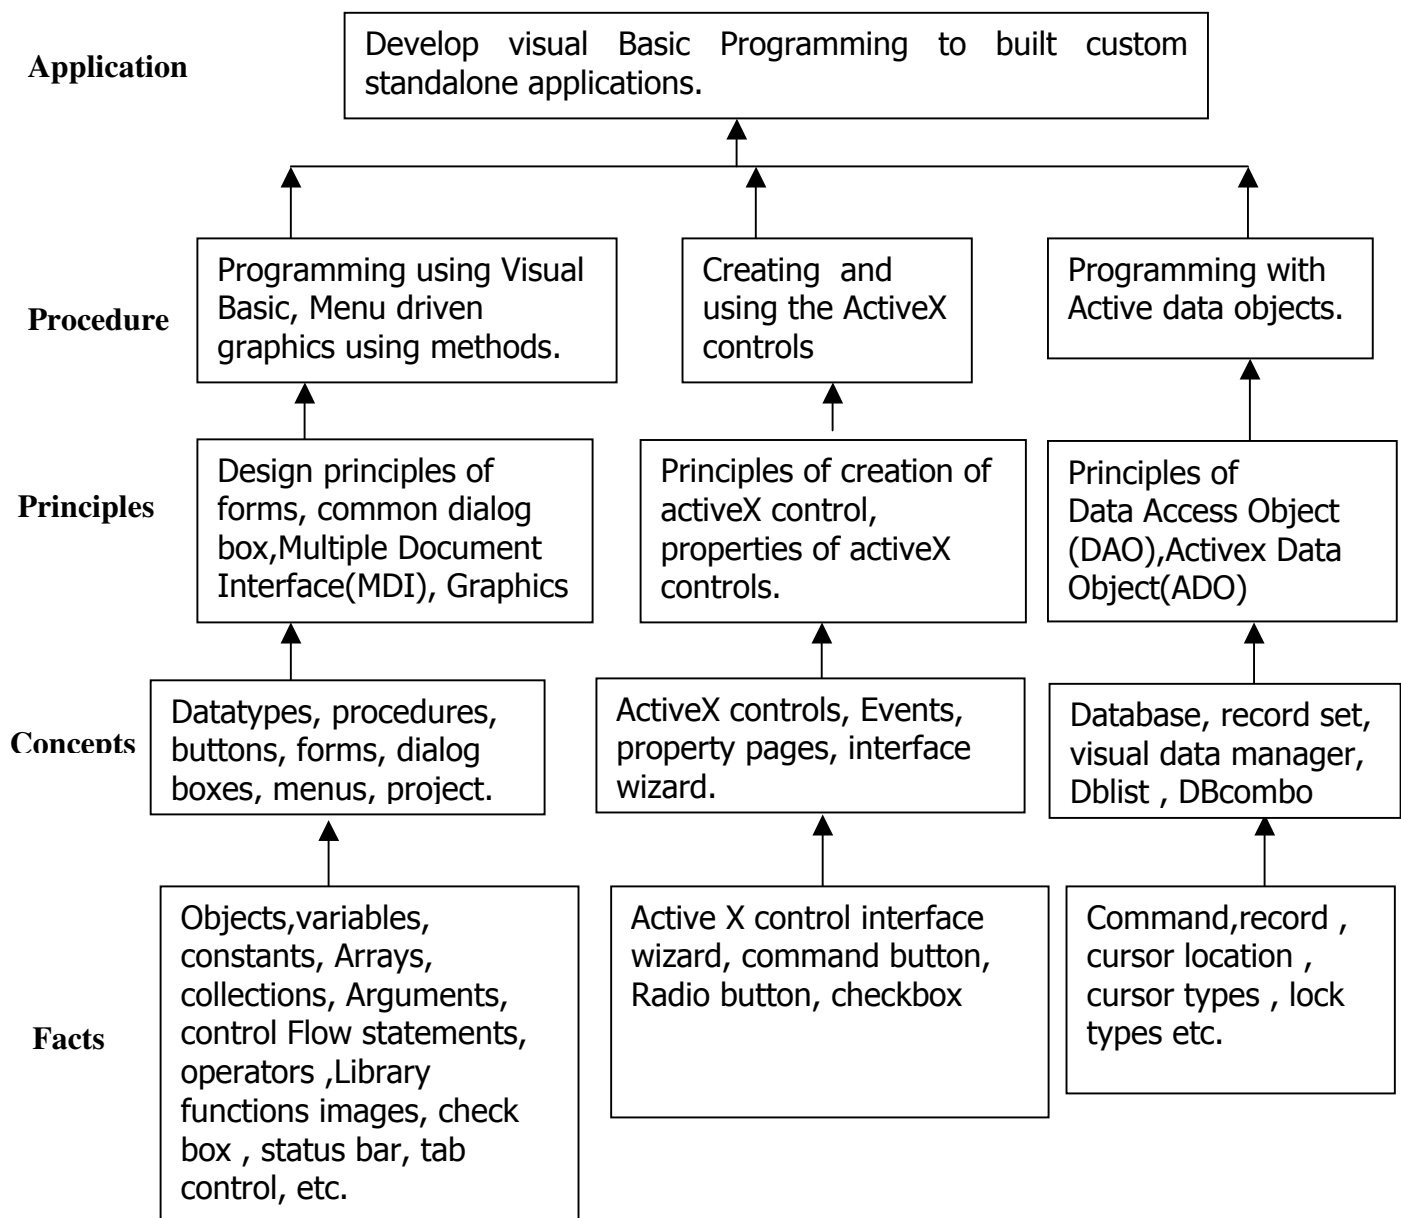 Application
Develop visual Basic Programming to built custom
standalone applications.
Procedure
Programming using Visual
Basic, Menu driven
graphics using methods.
Creating and
using the ActiveX
controls
Programming with
Active data objects.
Principles
Design principles of
forms, common dialog
box,Multiple Document
Interface(MDI), Graphics
Principles of creation of
activeX control,
properties of activeX
controls.
Principles of
Data Access Object
(DAO),Activex Data
Object(ADO)
Concepts
Datatypes, procedures,
buttons, forms, dialog
boxes, menus, project.
ActiveX controls, Events,
property pages, interface
wizard.
Database, record set,
visual data manager,
Dblist , DBcombo
Facts
Objects,variables,
constants, Arrays,
collections, Arguments,
control Flow statements,
operators ,Library
functions images, check
box , status bar, tab
control, etc.
Active X control interface
wizard, command button,
Radio button, checkbox
Command,record ,
cursor location ,
cursor types , lock
types etc.